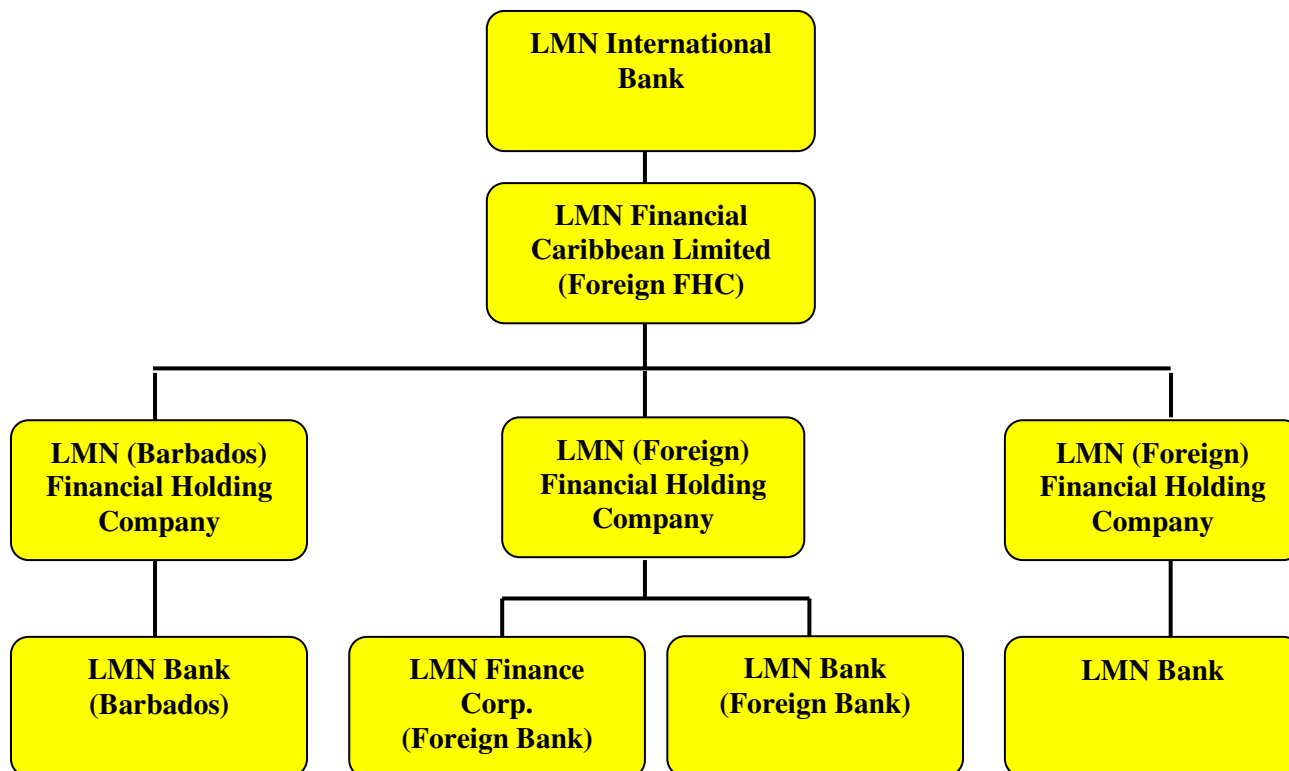 LMN International
Bank
LMN Financial
Caribbean Limited
(Foreign FHC)
LMN (Barbados)
Financial Holding
Company
LMN (Foreign)
Financial Holding
Company
LMN (Foreign)
Financial Holding
Company
LMN Bank
(Barbados)
LMN Finance
Corp.
(Foreign Bank)
LMN Bank
(Foreign Bank)
LMN Bank